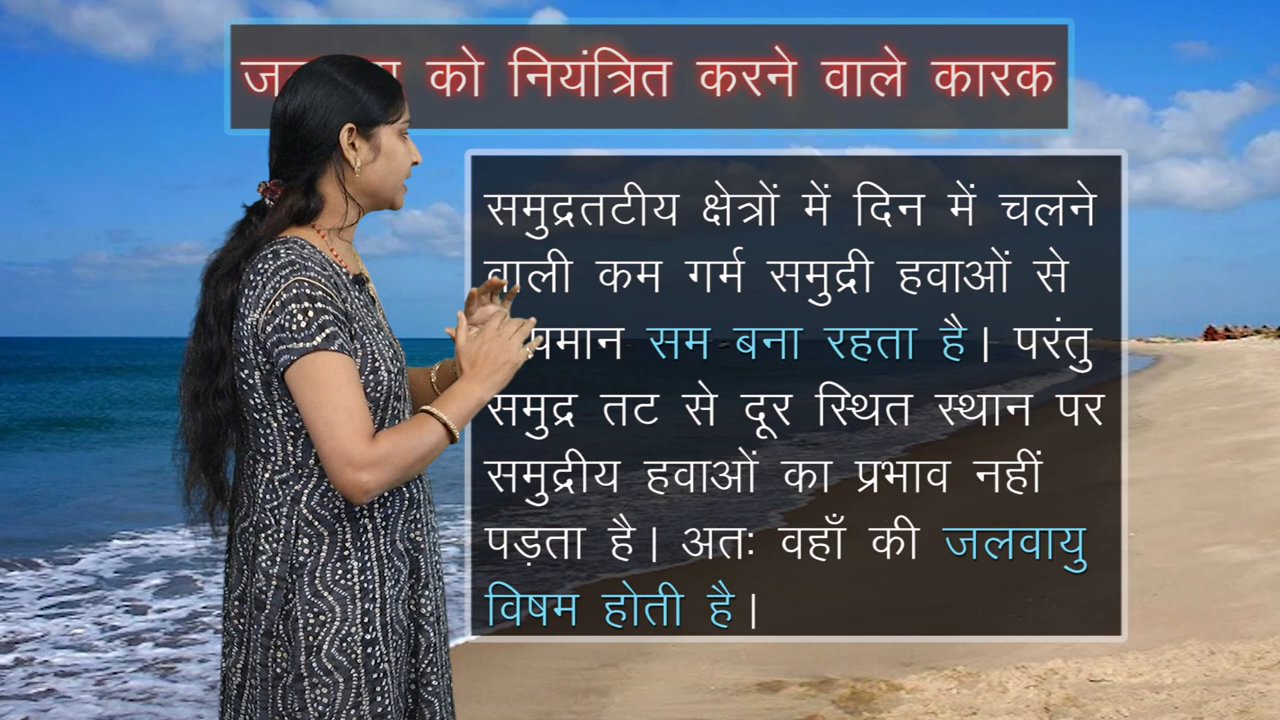 को नियंत्रित करने वाले कारक
समुद्रतटीय क्षेत्रों में दिन में चलने
वाली कम गर्म समुद्री हवाओं से
सम बना रहता है। परंतु
समुद्र तट से दूर स्थित स्थान पर
समुद्रीय हवाओं का प्रभाव नहीं
पड़ता है। अतः वहाँ की जलवायु
विषम होती है।